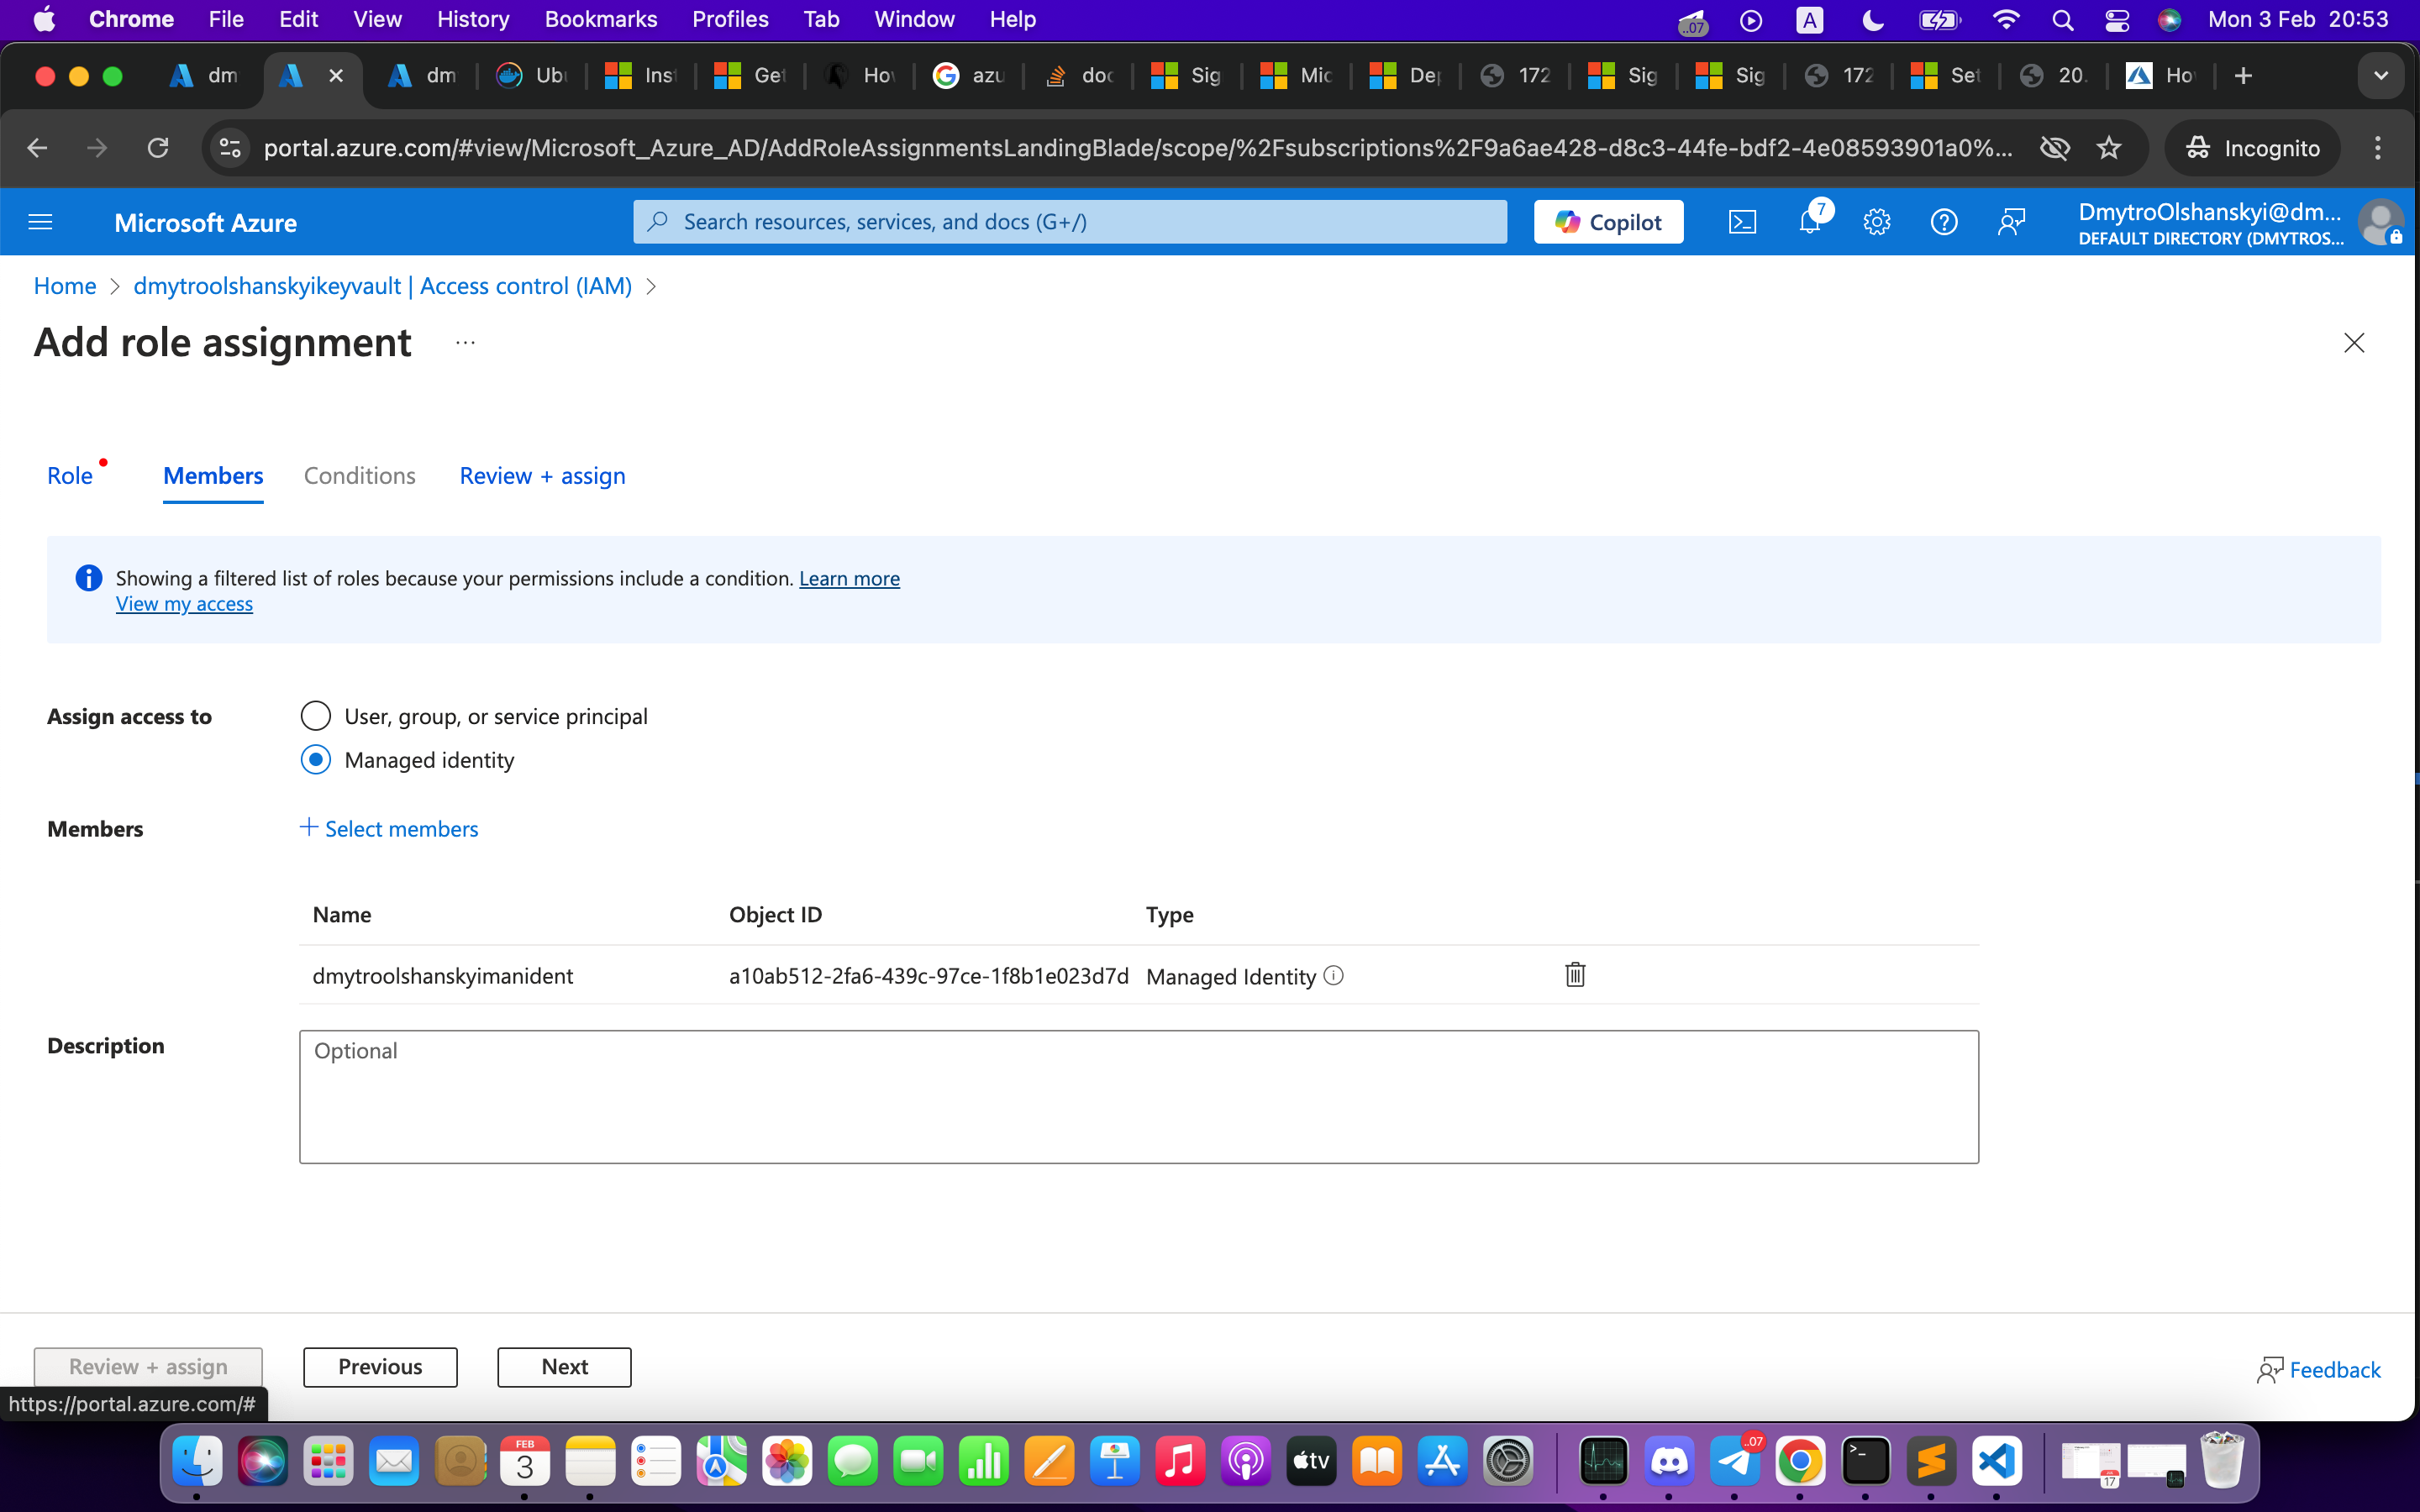 Chrome File Edit View History Bookmarks Profiles Tab Window Help ..07 A Mon 3 Feb 20:53
dm dm Ub Inst Get Ho azu doc Sig Mic De 172 Sig Sig 172 Set 20. Ho
portal.azure.com/#view/Microsoft_Azure_AD/AddRoleAssignmentsLandingBlade/scope/%2Fsubscriptions%2F9a6ae428-d8c3-44fe-bdf2-4e08593901a0%... Incognito
Microsoft Azure Search resources, services, and docs (G+/) Copilot 7 DmytroOlshanskyi@dm...
DEFAULT DIRECTORY (DMYTROS...
Home > dmytroolshanskyikeyvault | Access control (IAM) >
Add role assignment ...
Role Members Conditions Review + assign
Showing a filtered list of roles because your permissions include a condition. Learn more
View my access
Assign access to User, group, or service principal
Managed identity
Members + Select members
Name Object ID Type
dmytroolshanskyimanident a10ab512-2fa6-439c-97ce-1f8b1e023d7d Managed Identity
Description Optional
Review + assign Previous Next Feedback
https://portal.azure.com/#
FEB
3
tv
..07
17